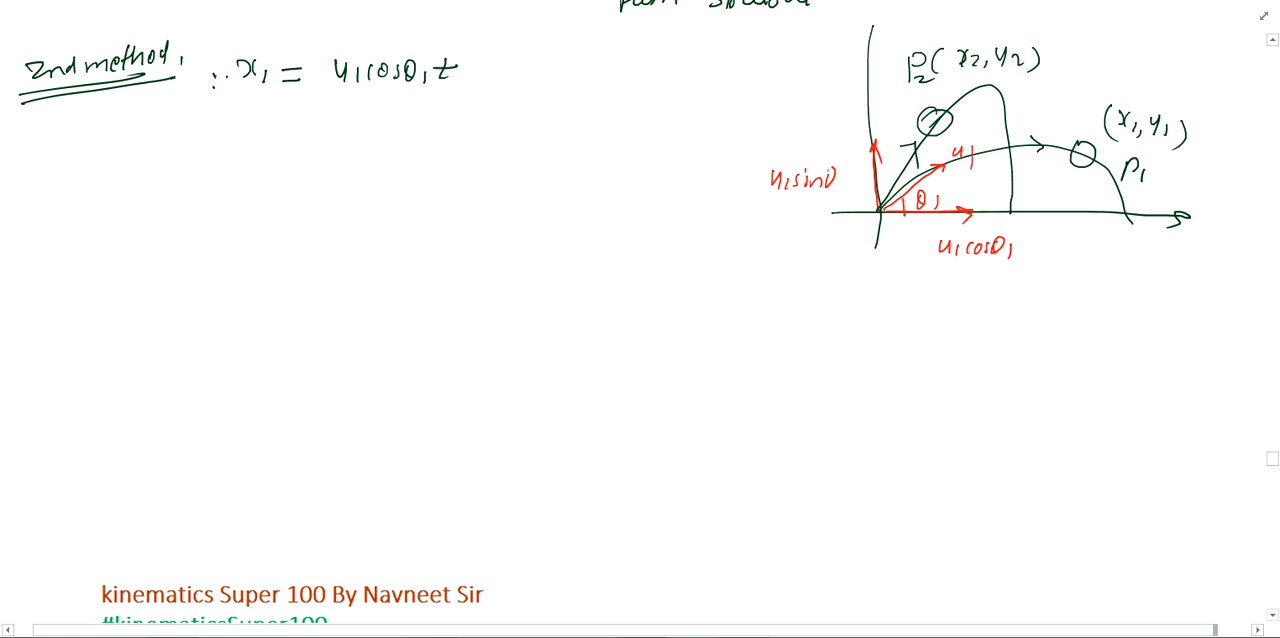 2nd method, ∴ x₁ = u₁cosθ₁t
P₂(x₂, y₂)
(x₁, y₁)
P₁
u₁
u₁sinθ
θ₁
u₁cosθ₁
kinematics Super 100 By Navneet Sir
#kinematicsSuper100